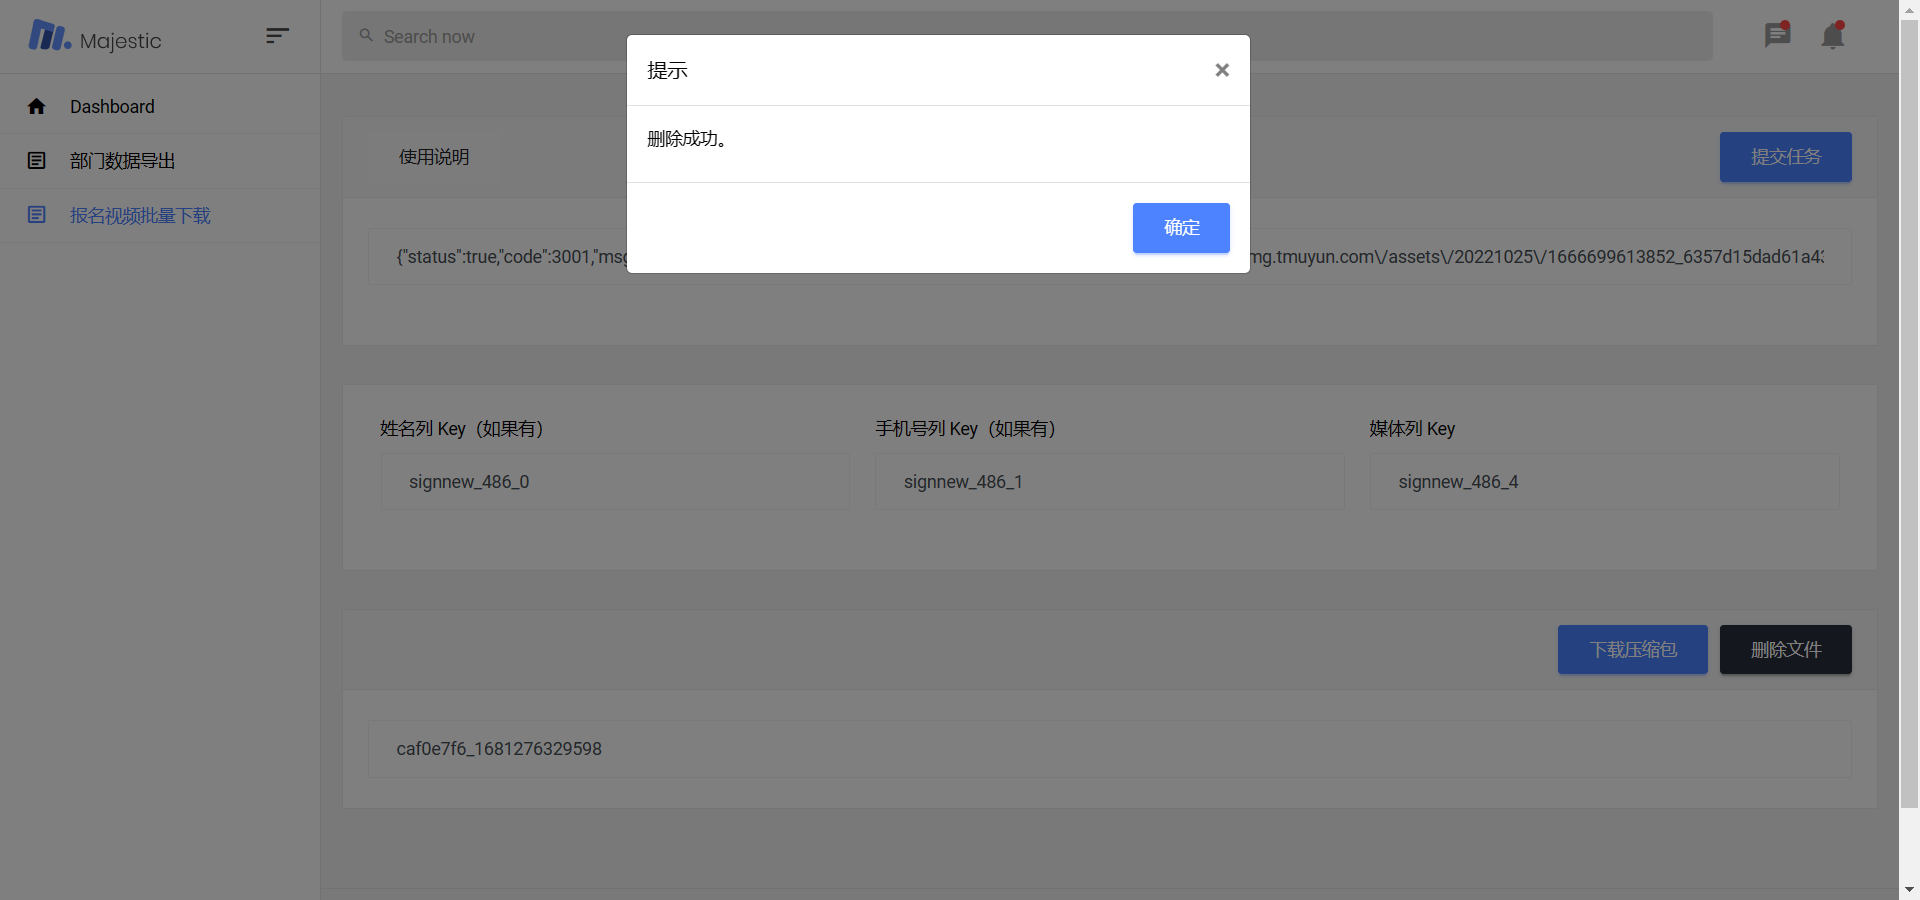 Majestic
Search now
提示
×
删除成功。
确定
Dashboard
部门数据导出
报名视频批量下载
使用说明
提交任务
{"status":true,"code":3001,"msg
mg.tmuyun.com\/assets\/20221025\/1666699613852_6357d15dad61a4
姓名列 Key（如果有）
手机号列 Key（如果有）
媒体列 Key
signnew_486_0
signnew_486_1
signnew_486_4
下载压缩包
删除文件
caf0e7f6_1681276329598